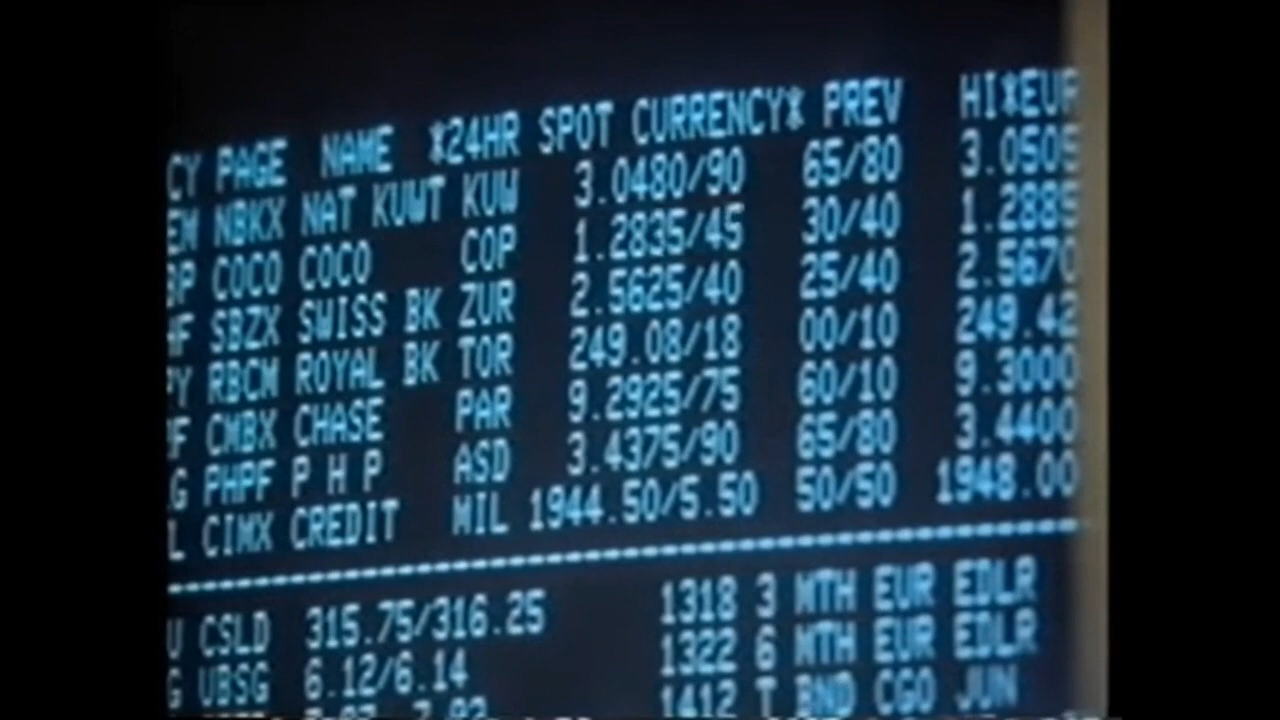 CY PAGE NAME *24HR SPOT CURRENCY* PREV HI*EUR
EM NBKX NAT KUWT KUW 3.0480/90 65/80 3.0505
BP COCO COCO COP 1.2835/45 30/40 1.2885
HF SBZX SWISS BK ZUR 2.5625/40 25/40 2.5670
PY RBCM ROYAL BK TOR 249.08/18 00/10 249.42
F CMBX CHASE PAR 9.2925/75 60/10 9.3000
G PHPF P H P ASD 3.4375/90 65/80 3.4400
L CIMX CREDIT MIL 1944.50/5.50 50/50 1948.00
U CSLD 315.75/316.25 1318 3 MTH EUR EDLR
G UBSG 6.12/6.14 1322 6 MTH EUR EDLR
1412 T BND CGO JUN